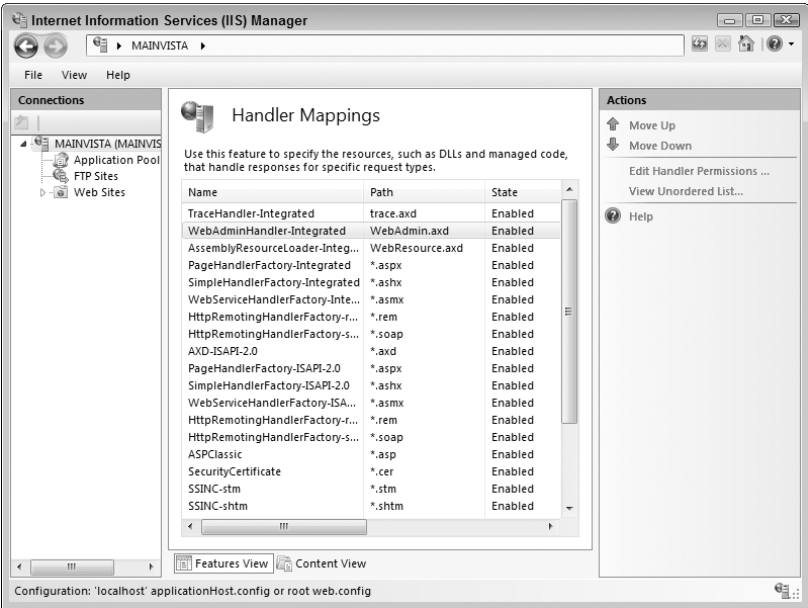 Internet Information Services (IIS) Manager
MAINVISTA
File View Help
Connections
MAINVISTA (MAINVIS
Application Pool
FTP Sites
Web Sites
Handler Mappings
Use this feature to specify the resources, such as DLLs and managed code,
that handle responses for specific request types.
Name Path State
TraceHandler-Integrated trace.axd Enabled
WebAdminHandler-Integrated WebAdmin.axd Enabled
AssemblyResourceLoader-Integ... WebResource.axd Enabled
PageHandlerFactory-Integrated *.aspx Enabled
SimpleHandlerFactory-Integrated *.ashx Enabled
WebServiceHandlerFactory-Inte... *.asmx Enabled
HttpRemotingHandlerFactory-r... *.rem Enabled
HttpRemotingHandlerFactory-s... *.soap Enabled
AXD-ISAPI-2.0 *.axd Enabled
PageHandlerFactory-ISAPI-2.0 *.aspx Enabled
SimpleHandlerFactory-ISAPI-2.0 *.ashx Enabled
WebServiceHandlerFactory-ISA... *.asmx Enabled
HttpRemotingHandlerFactory-r... *.rem Enabled
HttpRemotingHandlerFactory-s... *.soap Enabled
ASPClassic *.asp Enabled
SecurityCertificate *.cer Enabled
SSINC-stm *.stm Enabled
SSINC-shtm *.shtm Enabled
Features View Content View
Actions
Move Up
Move Down
Edit Handler Permissions ...
View Unordered List...
Help
Configuration: 'localhost' applicationHost.config or root web.config